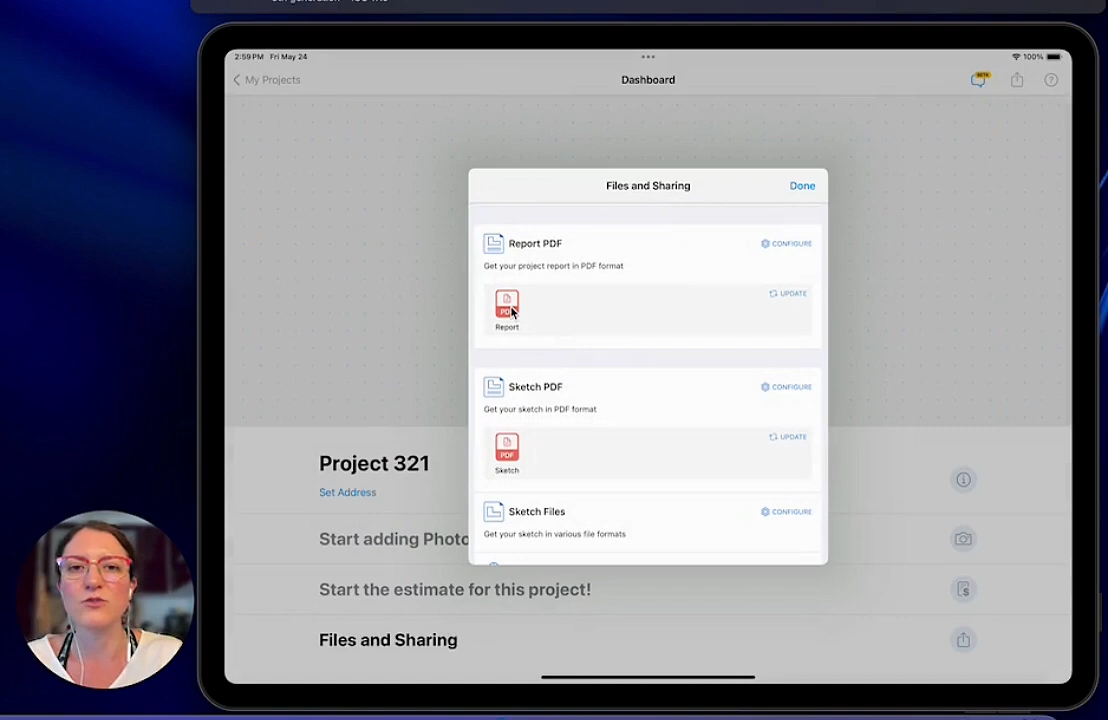 2:59 PM Fri May 24
100%
My Projects
Dashboard
BETA
Files and Sharing
Done
Report PDF
CONFIGURE
Get your project report in PDF format
UPDATE
Report
Sketch PDF
CONFIGURE
Get your sketch in PDF format
UPDATE
PDF
Sketch
Sketch Files
CONFIGURE
Get your sketch in various file formats
Project 321
Set Address
Start adding Photo
Start the estimate for this project!
Files and Sharing